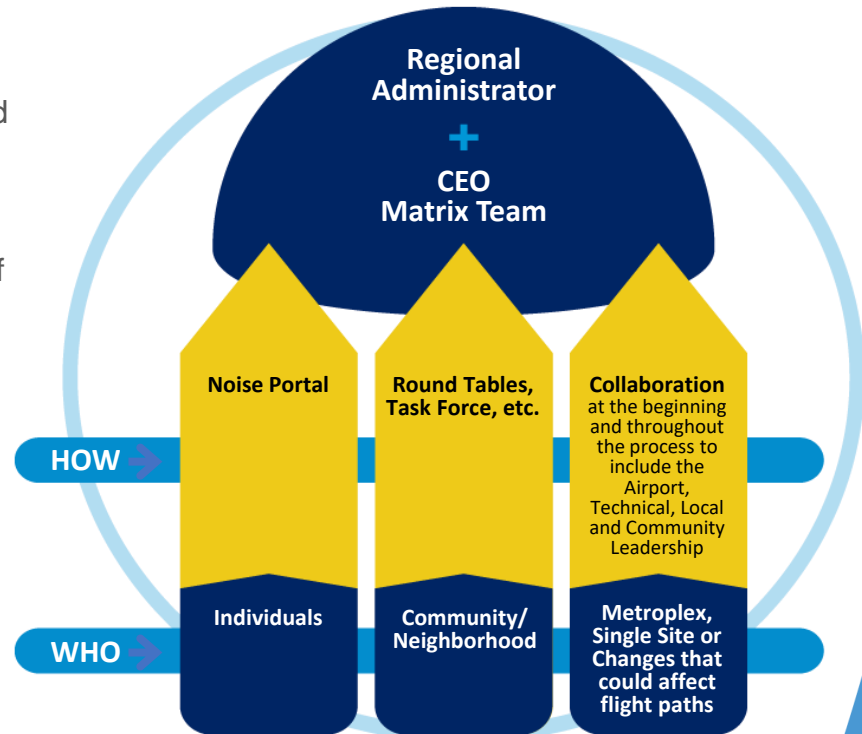 d
f
Regional
Administrator
+
CEO
Matrix Team
HOW
Noise Portal
Round Tables,
Task Force, etc.
Collaboration
at the beginning
and throughout
the process to
include the
Airport,
Technical, Local
and Community
Leadership
WHO
Individuals
Community/
Neighborhood
Metroplex,
Single Site or
Changes that
could affect
flight paths